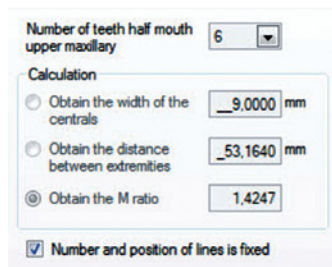 Number of teeth half mouth
upper maxillary
6
Calculation
Obtain the width of the
centrals
__9,0000 mm
Obtain the distance
between extremities
_53,1640 mm
Obtain the M ratio
1,4247
Number and position of lines is fixed